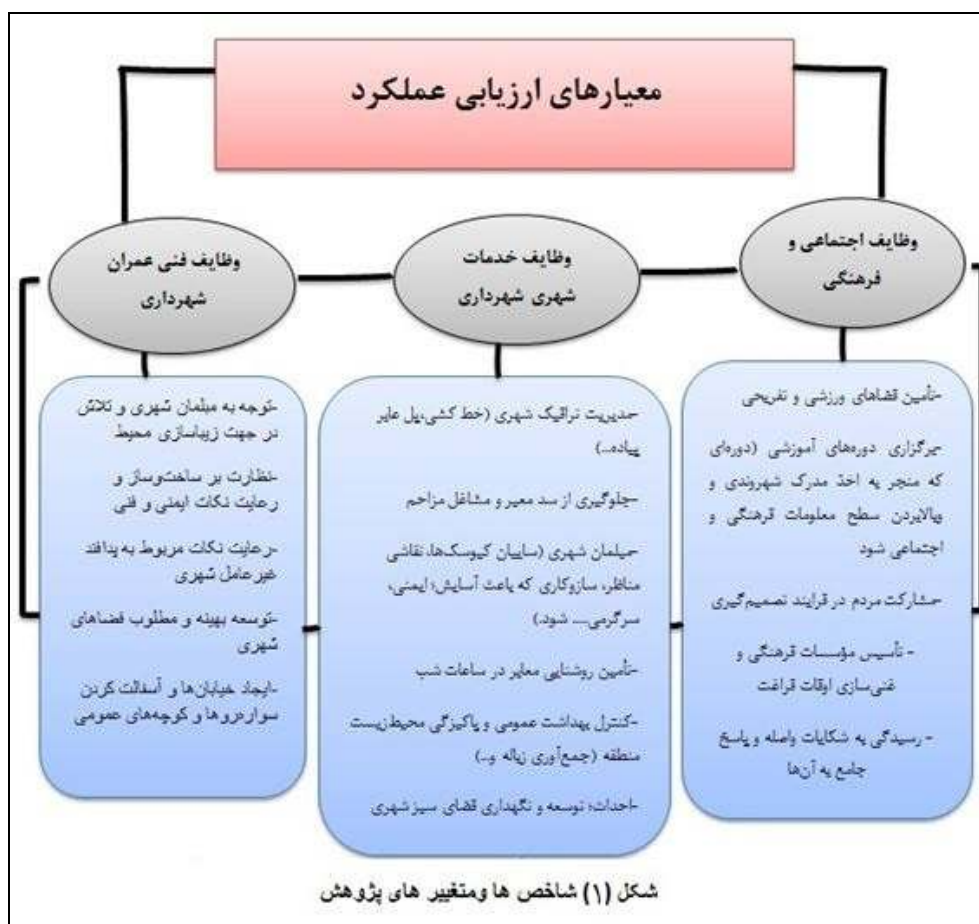 معیارهای ارزیابی عملکرد
وظایف اجتماعی و
فرهنگی
وظایف خدمات
شهری شهرداری
وظایف فنی عمران
شهرداری
-تأمین فضاهای ورزشی و تفریحی
-برگزاری دوره‌های آموزشی (دوره‌ای
که منجر به اخذ مدرک شهروندی و
وبالابردن سطح معلومات فرهنگی و
اجتماعی شود
-مشارکت مردم در فرایند تصمیم‌گیری
- تأسیس مؤسسات فرهنگی و
غنی‌سازی اوقات فراغت
- رسیدگی به شکایات واصله و پاسخ
جامع به آن‌ها
-مدیریت ترافیک شهری (خط کشی،پل عابر
پیاده...)
-جلوگیری از سد معبر و مشاغل مزاحم
-مبلمان شهری (سایبان کیوسک‌ها، نقاشی
مناظر، سازوکاری که باعث آسایش؛ ایمنی،
سرگرمی.... شود.)
-تأمین روشنایی معابر در ساعات شب
-کنترل بهداشت عمومی و پاکیزگی محیط‌زیست
منطقه (جمع‌آوری زباله و..)
-احداث؛ توسعه و نگهداری فضای سبز شهری
-توجه به مبلمان شهری و تلاش
در جهت زیباسازی محیط
-نظارت بر ساخت‌وساز و
رعایت نکات ایمنی و فنی
-رعایت نکات مربوط به پدافند
غیرعامل شهری
-توسعه بهینه و مطلوب فضاهای
شهری
-ایجاد خیابان‌ها و آسفالت کردن
سواره‌روها و کوچه‌های عمومی
شکل (۱) شاخص ها ومتغییر های پژوهش